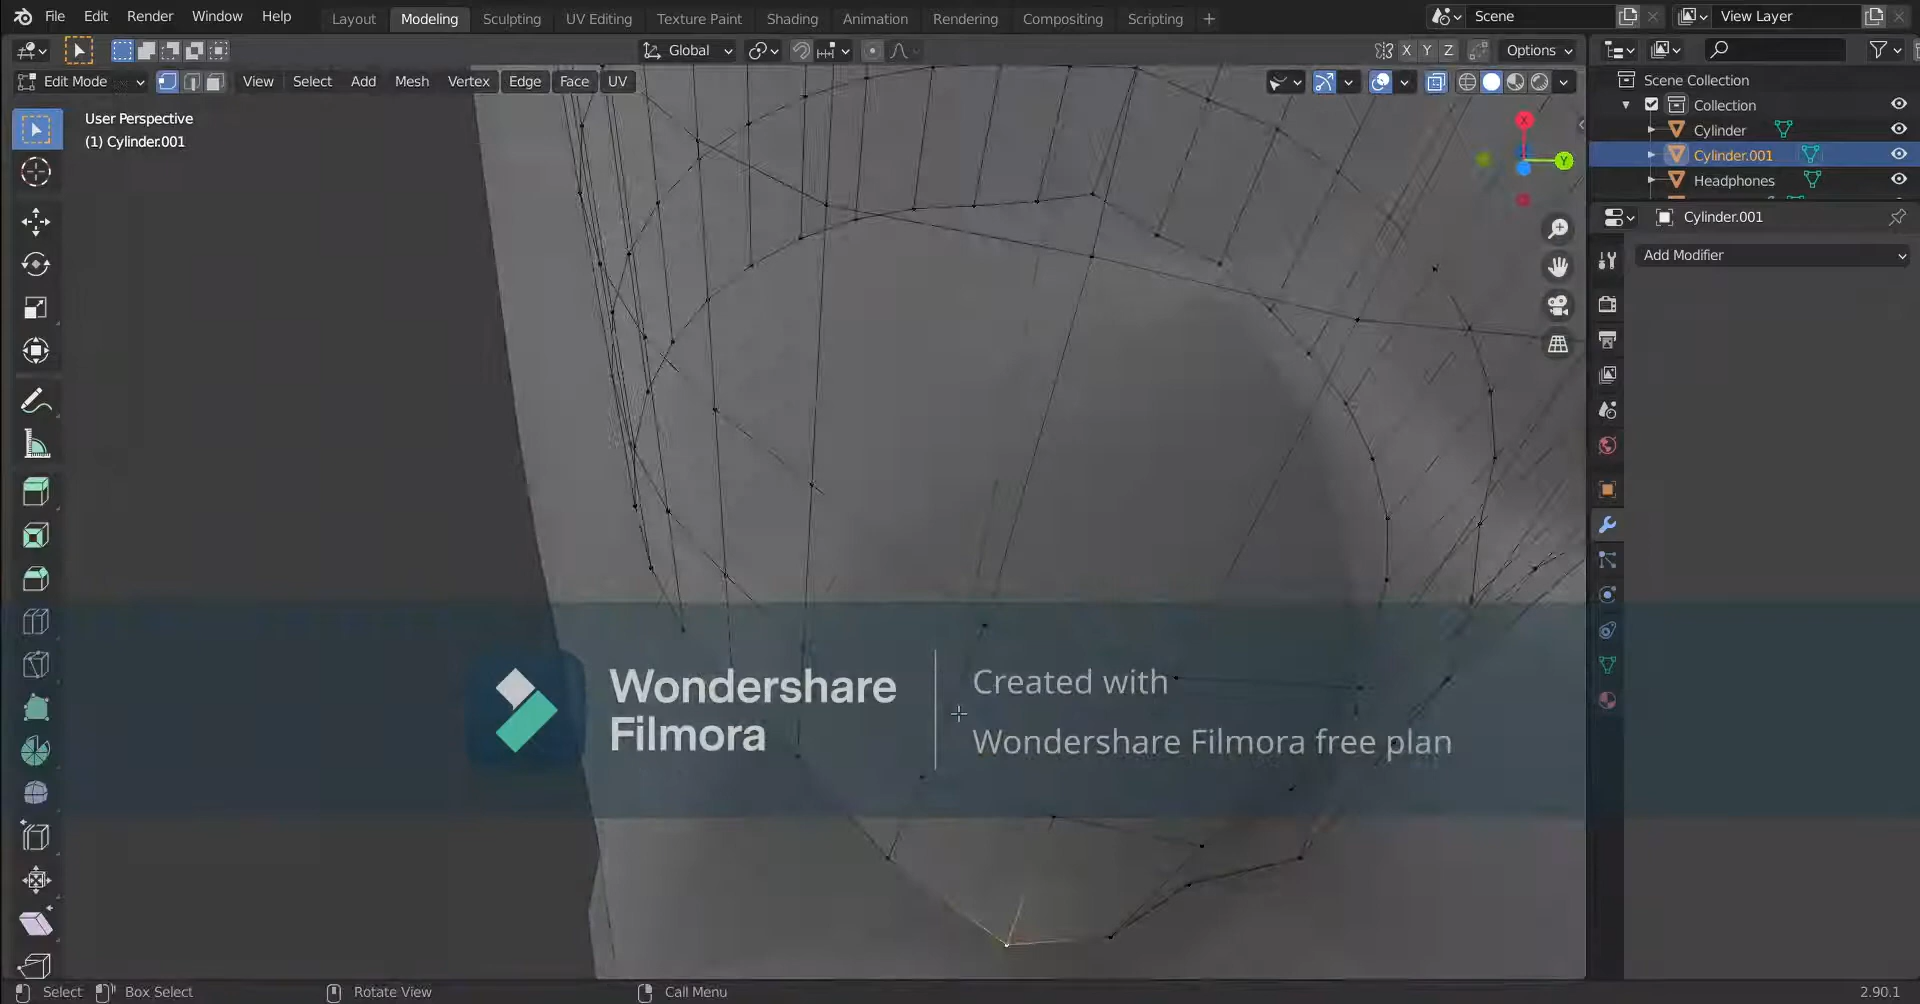 File Edit Render Window Help Layout Modeling Sculpting UV Editing Texture Paint Shading Animation Rendering Compositing Scripting + Scene View Layer
Global X Y Z Options
Edit Mode View Select Add Mesh Vertex Edge Face UV
Scene Collection
Collection
Cylinder
Cylinder.001
Headphones
User Perspective
(1) Cylinder.001
X
Y
Cylinder.001
Add Modifier
Wondershare
Filmora
Created with
Wondershare Filmora free plan
Select Box Select Rotate View Call Menu 2.90.1